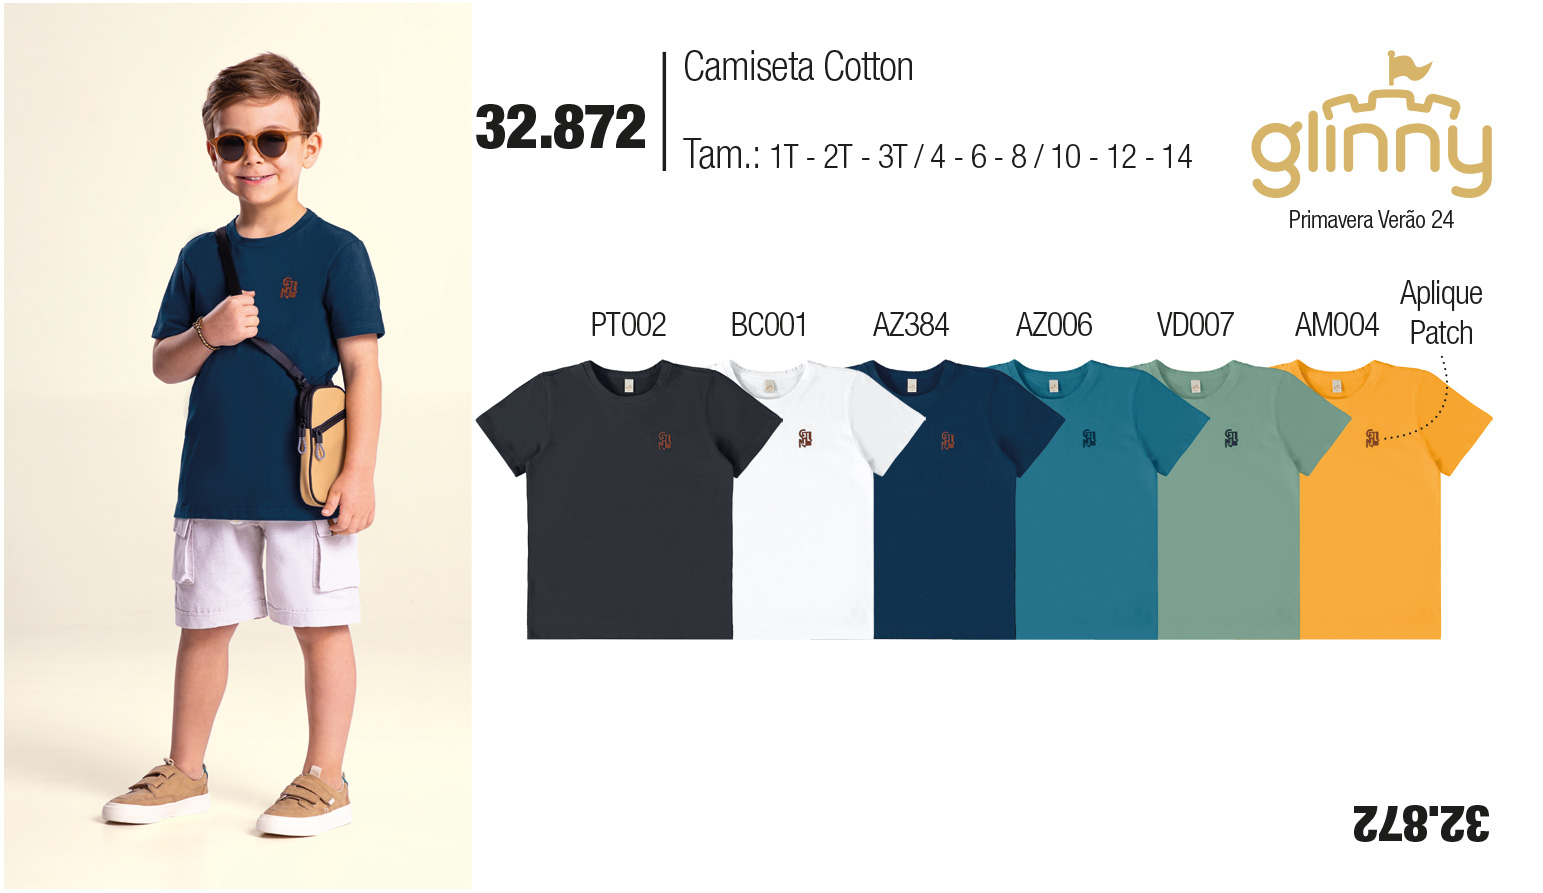 32.872
Camiseta Cotton
Tam.: 1T - 2T - 3T / 4 - 6 - 8 / 10 - 12 - 14
glinny
Primavera Verão 24
PT002
BC001
AZ384
AZ006
VD007
AM004
Aplique
Patch
32.872